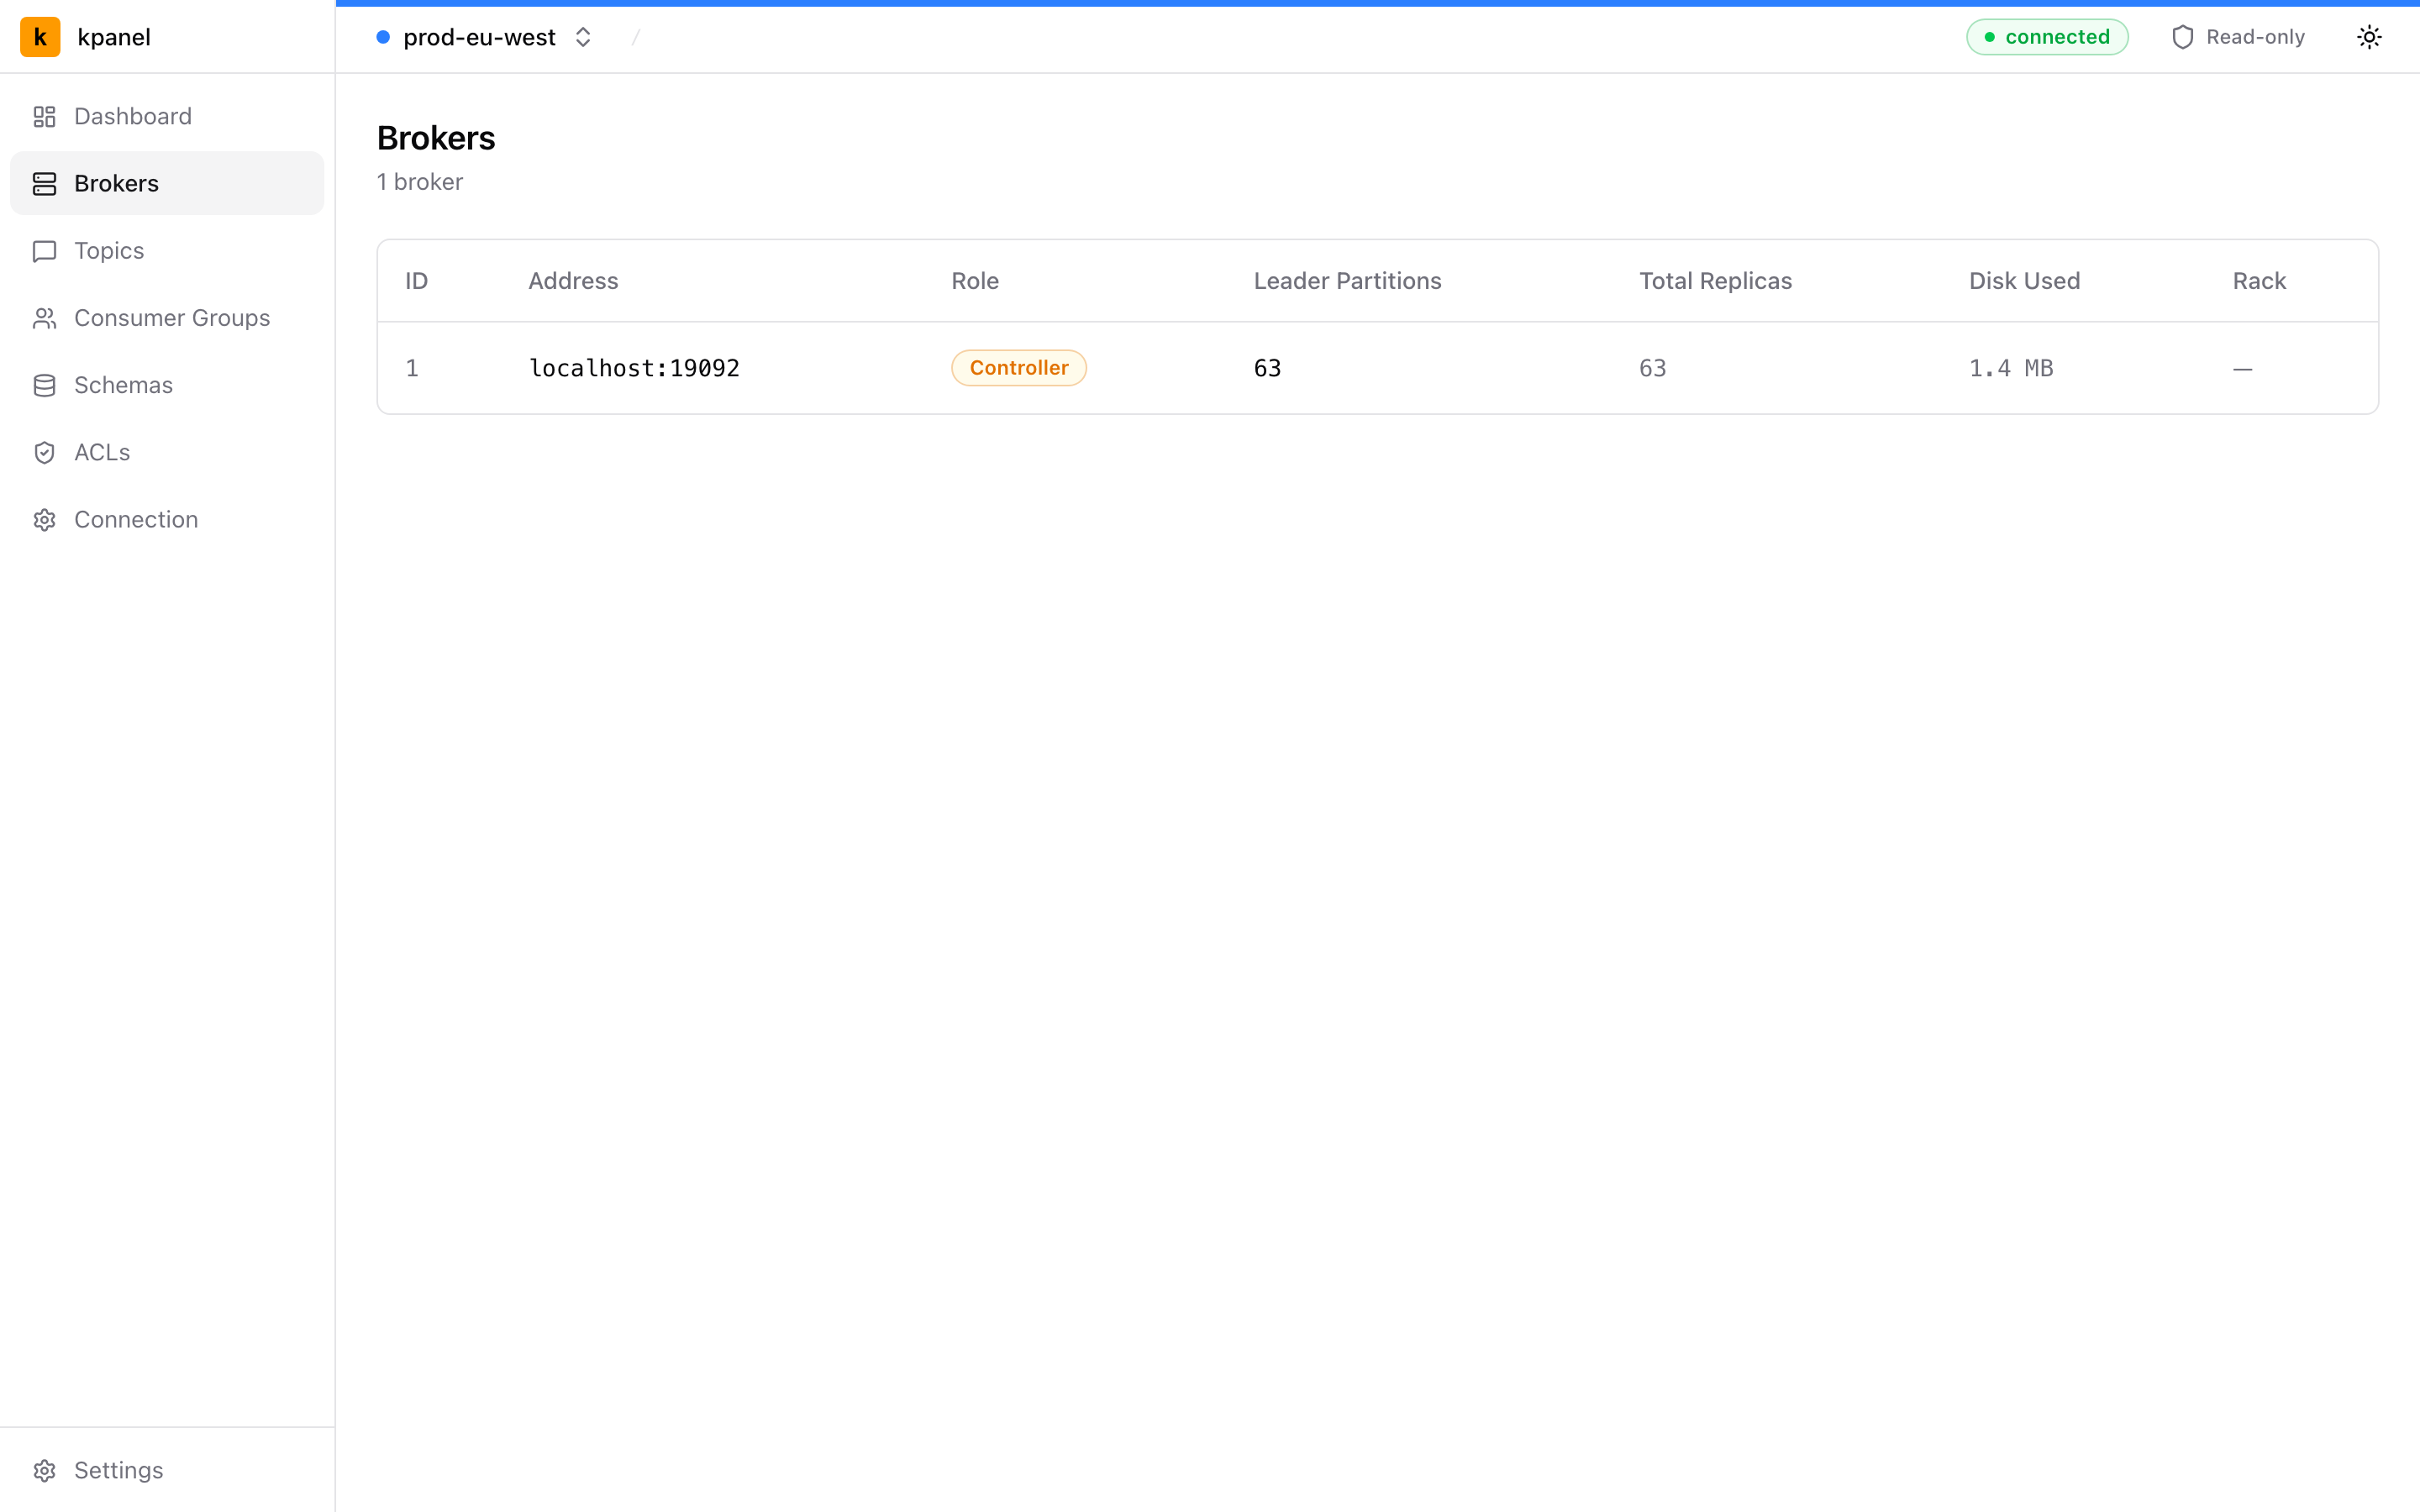 k kpanel
prod-eu-west /
connected
Read-only
Dashboard
Brokers
Topics
Consumer Groups
Schemas
ACLs
Connection
Settings
Brokers
1 broker
ID Address Role Leader Partitions Total Replicas Disk Used Rack
1 localhost:19092 Controller 63 63 1.4 MB —